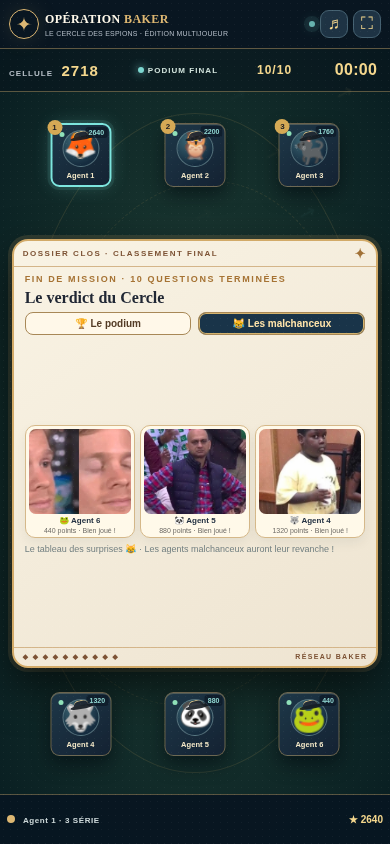 OPÉRATION BAKER
LE CERCLE DES ESPIONS · ÉDITION MULTIJOUEUR
CELLULE 2718
PODIUM FINAL
10/10
00:00
1
2640
Agent 1
2
2200
Agent 2
3
1760
Agent 3
DOSSIER CLOS · CLASSEMENT FINAL
FIN DE MISSION · 10 QUESTIONS TERMINÉES
Le verdict du Cercle
🏆 Le podium
😹 Les malchanceux
🐸 Agent 6
440 points · Bien joué !
🐼 Agent 5
880 points · Bien joué !
🐺 Agent 4
1320 points · Bien joué !
Le tableau des surprises 😹 · Les agents malchanceux auront leur revanche !
RÉSEAU BAKER
1320
Agent 4
880
Agent 5
440
Agent 6
Agent 1 · 3 SÉRIE
★ 2640